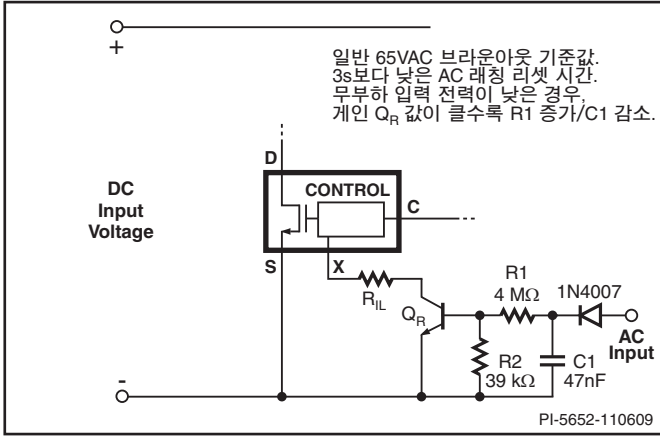 +
일반 65VAC 브라운아웃 기준값.
3s보다 낮은 AC 래칭 리셋 시간.
무부하 입력 전력이 낮은 경우,
게인 QR 값이 클수록 R1 증가/C1 감소.
D
CONTROL
C
DC
Input
Voltage
S
X
RIL
QR
R1
4 MΩ
1N4007
AC
Input
R2
39 kΩ
C1
47nF
-
PI-5652-110609